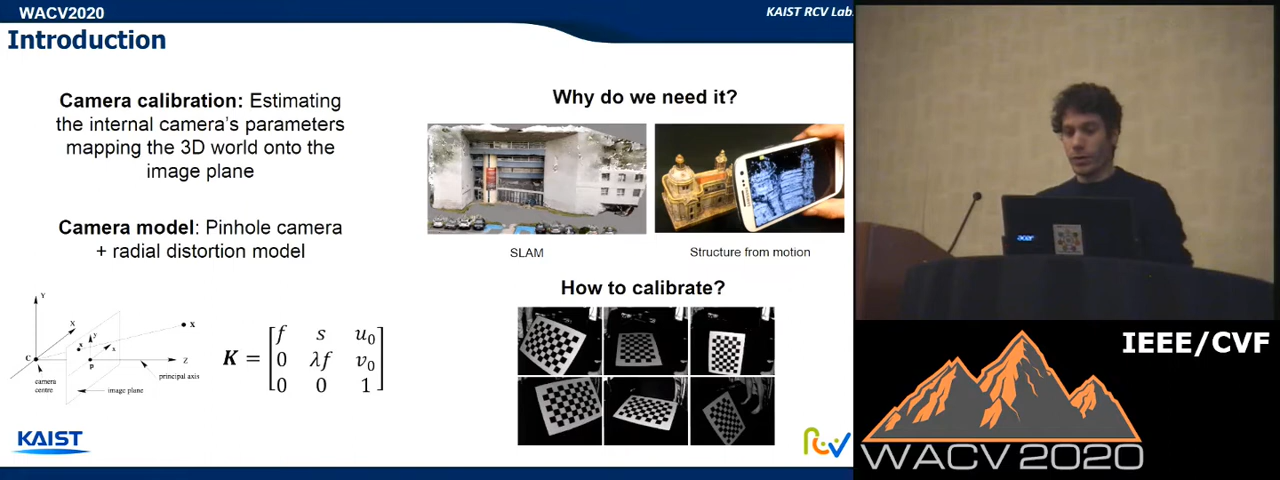 WACV2020
KAIST RCV Lab.
Introduction
Camera calibration: Estimating
the internal camera's parameters
mapping the 3D world onto the
image plane
Camera model: Pinhole camera
+ radial distortion model
Y
X
X
x
y
x
C
p
Z
camera
centre
image plane
principal axis
K = [f s u₀
0 λf v₀
0 0 1]
KAIST
Why do we need it?
SLAM
Structure from motion
How to calibrate?
RCV
acer
IEEE/CVF
WACV 2020